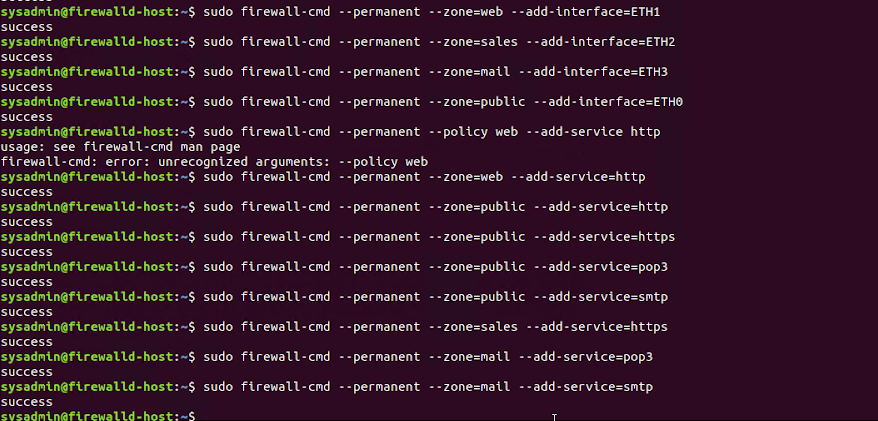 success
sysadmin@firewalld-host:~$ sudo firewall-cmd --permanent --zone=web --add-interface=ETH1
success
sysadmin@firewalld-host:~$ sudo firewall-cmd --permanent --zone=sales --add-interface=ETH2
success
sysadmin@firewalld-host:~$ sudo firewall-cmd --permanent --zone=mail --add-interface=ETH3
success
sysadmin@firewalld-host:~$ sudo firewall-cmd --permanent --zone=public --add-interface=ETH0
success
sysadmin@firewalld-host:~$ sudo firewall-cmd --permanent --policy web --add-service http
usage: see firewall-cmd man page
firewall-cmd: error: unrecognized arguments: --policy web
sysadmin@firewalld-host:~$ sudo firewall-cmd --permanent --zone=web --add-service=http
success
sysadmin@firewalld-host:~$ sudo firewall-cmd --permanent --zone=public --add-service=http
success
sysadmin@firewalld-host:~$ sudo firewall-cmd --permanent --zone=public --add-service=https
success
sysadmin@firewalld-host:~$ sudo firewall-cmd --permanent --zone=public --add-service=pop3
success
sysadmin@firewalld-host:~$ sudo firewall-cmd --permanent --zone=public --add-service=smtp
success
sysadmin@firewalld-host:~$ sudo firewall-cmd --permanent --zone=sales --add-service=https
success
sysadmin@firewalld-host:~$ sudo firewall-cmd --permanent --zone=mail --add-service=pop3
success
sysadmin@firewalld-host:~$ sudo firewall-cmd --permanent --zone=mail --add-service=smtp
success
sysadmin@firewalld-host:~$